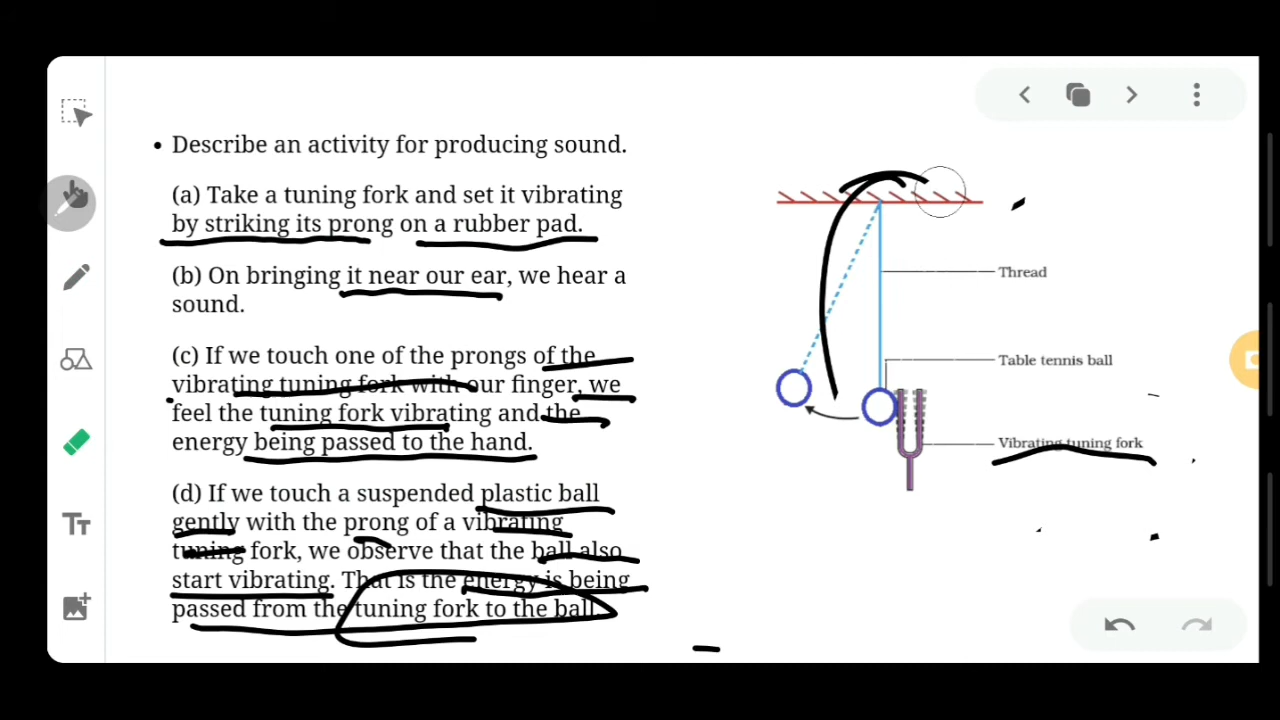 • Describe an activity for producing sound.
(a) Take a tuning fork and set it vibrating
by striking its prong on a rubber pad.
(b) On bringing it near our ear, we hear a
sound.
(c) If we touch one of the prongs of the
vibrating tuning fork with our finger, we
feel the tuning fork vibrating and the
energy being passed to the hand.
(d) If we touch a suspended plastic ball
gently with the prong of a vibrating
tuning fork, we observe that the ball also
start vibrating. That is the energy is being
passed from the tuning fork to the ball.
Thread
Table tennis ball
Vibrating tuning fork
TT